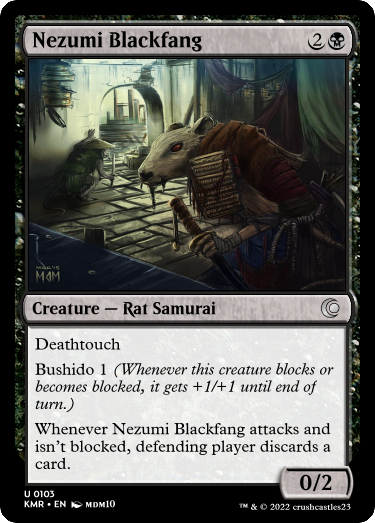 Nezumi Blackfang 2
MDM
Creature — Rat Samurai
Deathtouch
Bushido 1 (Whenever this creature blocks or
becomes blocked, it gets +1/+1 until end of
turn.)
Whenever Nezumi Blackfang attacks and
isn't blocked, defending player discards a
card.
0/2
U 0103
KMR • EN MDM10
™ & © 2022 crushcastles23